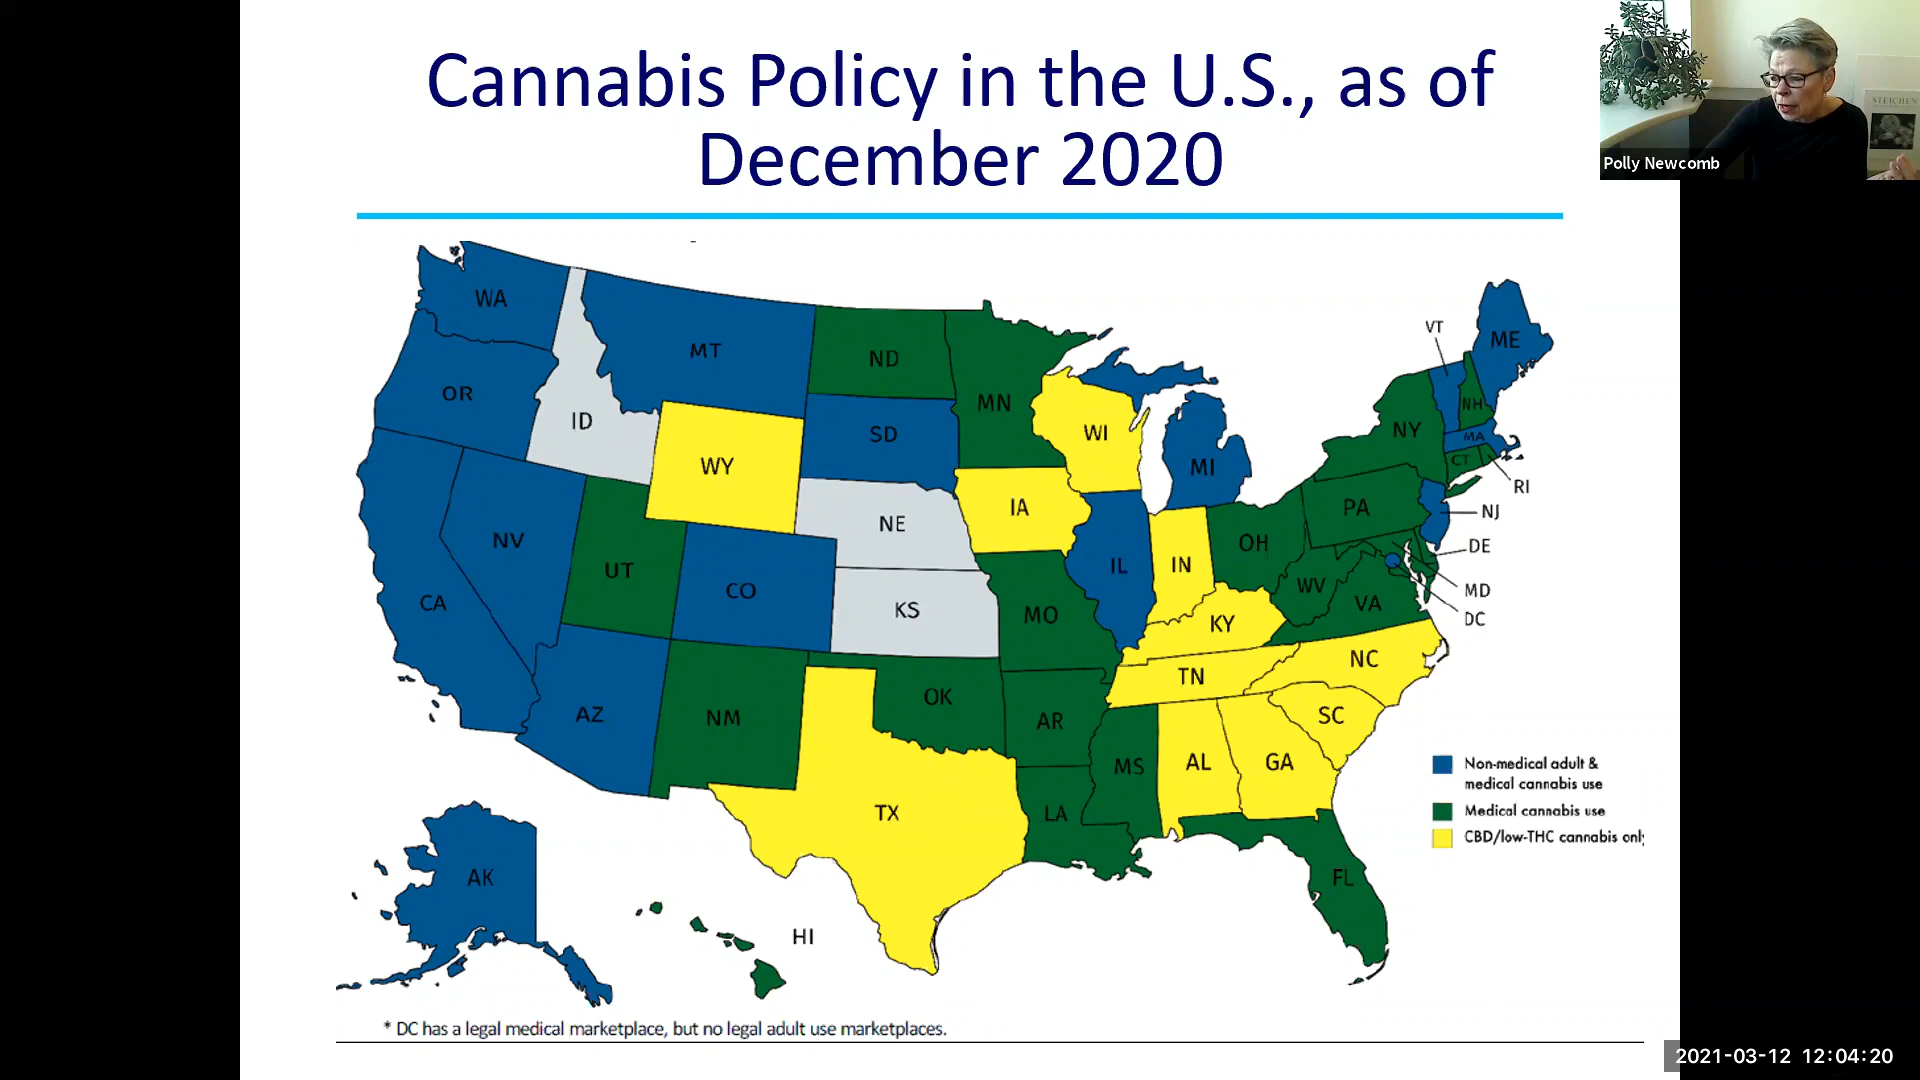 Cannabis Policy in the U.S., as of
December 2020
STEICHEN
Polly Newcomb
WA
MT
ND
MN
VT
ME
OR
ID
SD
WI
NY
NH
MA
MI
CT
WY
RI
IA
NE
PA
NJ
NV
OH
DE
UT
CO
IL
IN
WV
MD
CA
KS
MO
VA
DC
KY
NC
TN
AZ
NM
OK
AR
SC
MS
AL
GA
TX
LA
FL
AK
HI
Non-medical adult &
medical cannabis use
Medical cannabis use
CBD/low-THC cannabis only
* DC has a legal medical marketplace, but no legal adult use marketplaces.
2021-03-12 12:04:20